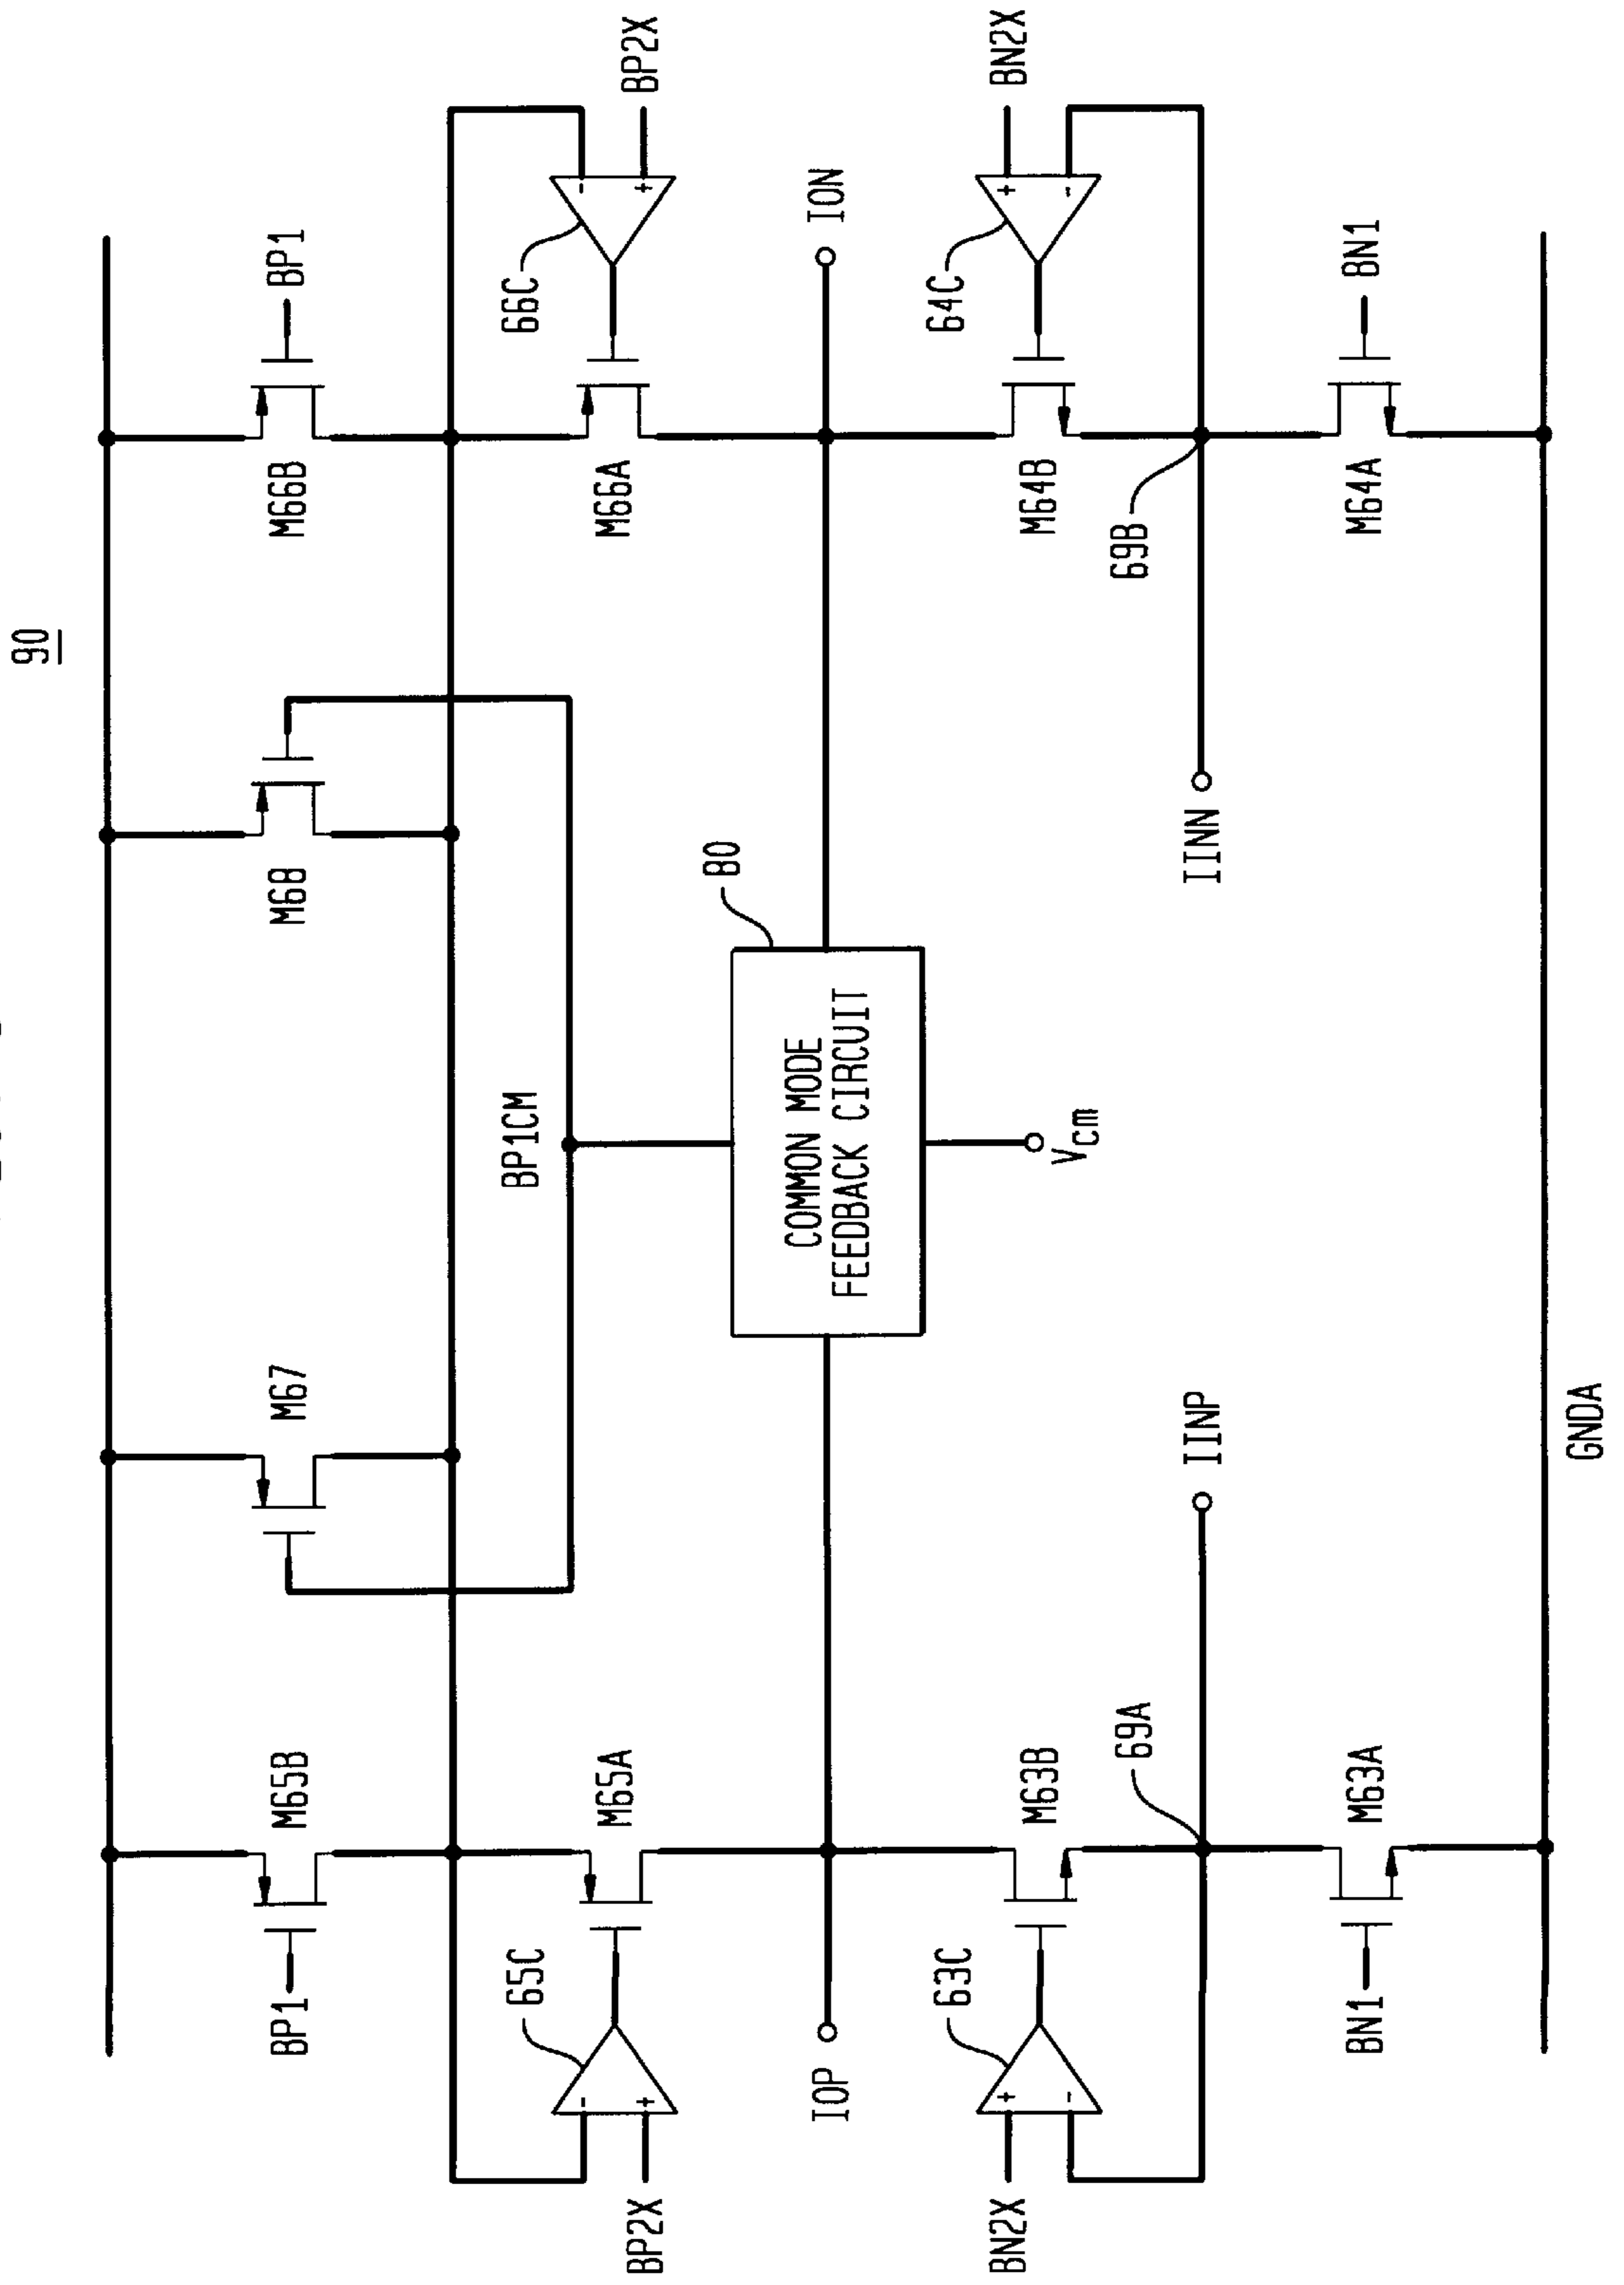 90
BP1
M65B
M67
M68
M66B
BP1
65C
BP1CM
66C
BP2X
M65A
M66A
BP2X
80
IOP
COMMON MODE
FEEDBACK CIRCUIT
ION
63C
64C
BN2X
M63B
Vcm
M64B
BN2X
69A
69B
IINP
IINN
BN1
M63A
M64A
BN1
GNDA